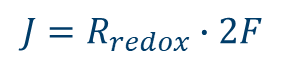 J = R_redox · 2F